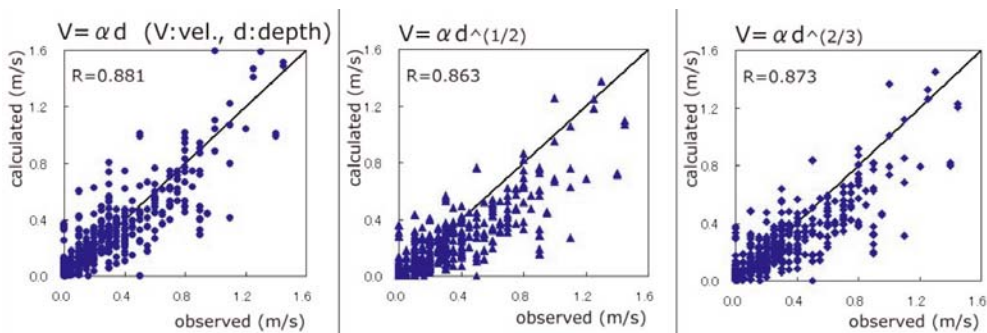 V=αd (V:vel., d:depth)
1.6
R=0.881
1.2
calculated (m/s)
0.8
0.4
0.0
0.0 0.4 0.8 1.2 1.6
observed (m/s)
V=αd^(1/2)
1.6
R=0.863
1.2
calculated (m/s)
0.8
0.4
0.0
0.0 0.4 0.8 1.2 1.6
observed (m/s)
V=αd^(2/3)
1.6
R=0.873
1.2
calculated (m/s)
0.8
0.4
0.0
0.0 0.4 0.8 1.2 1.6
observed (m/s)